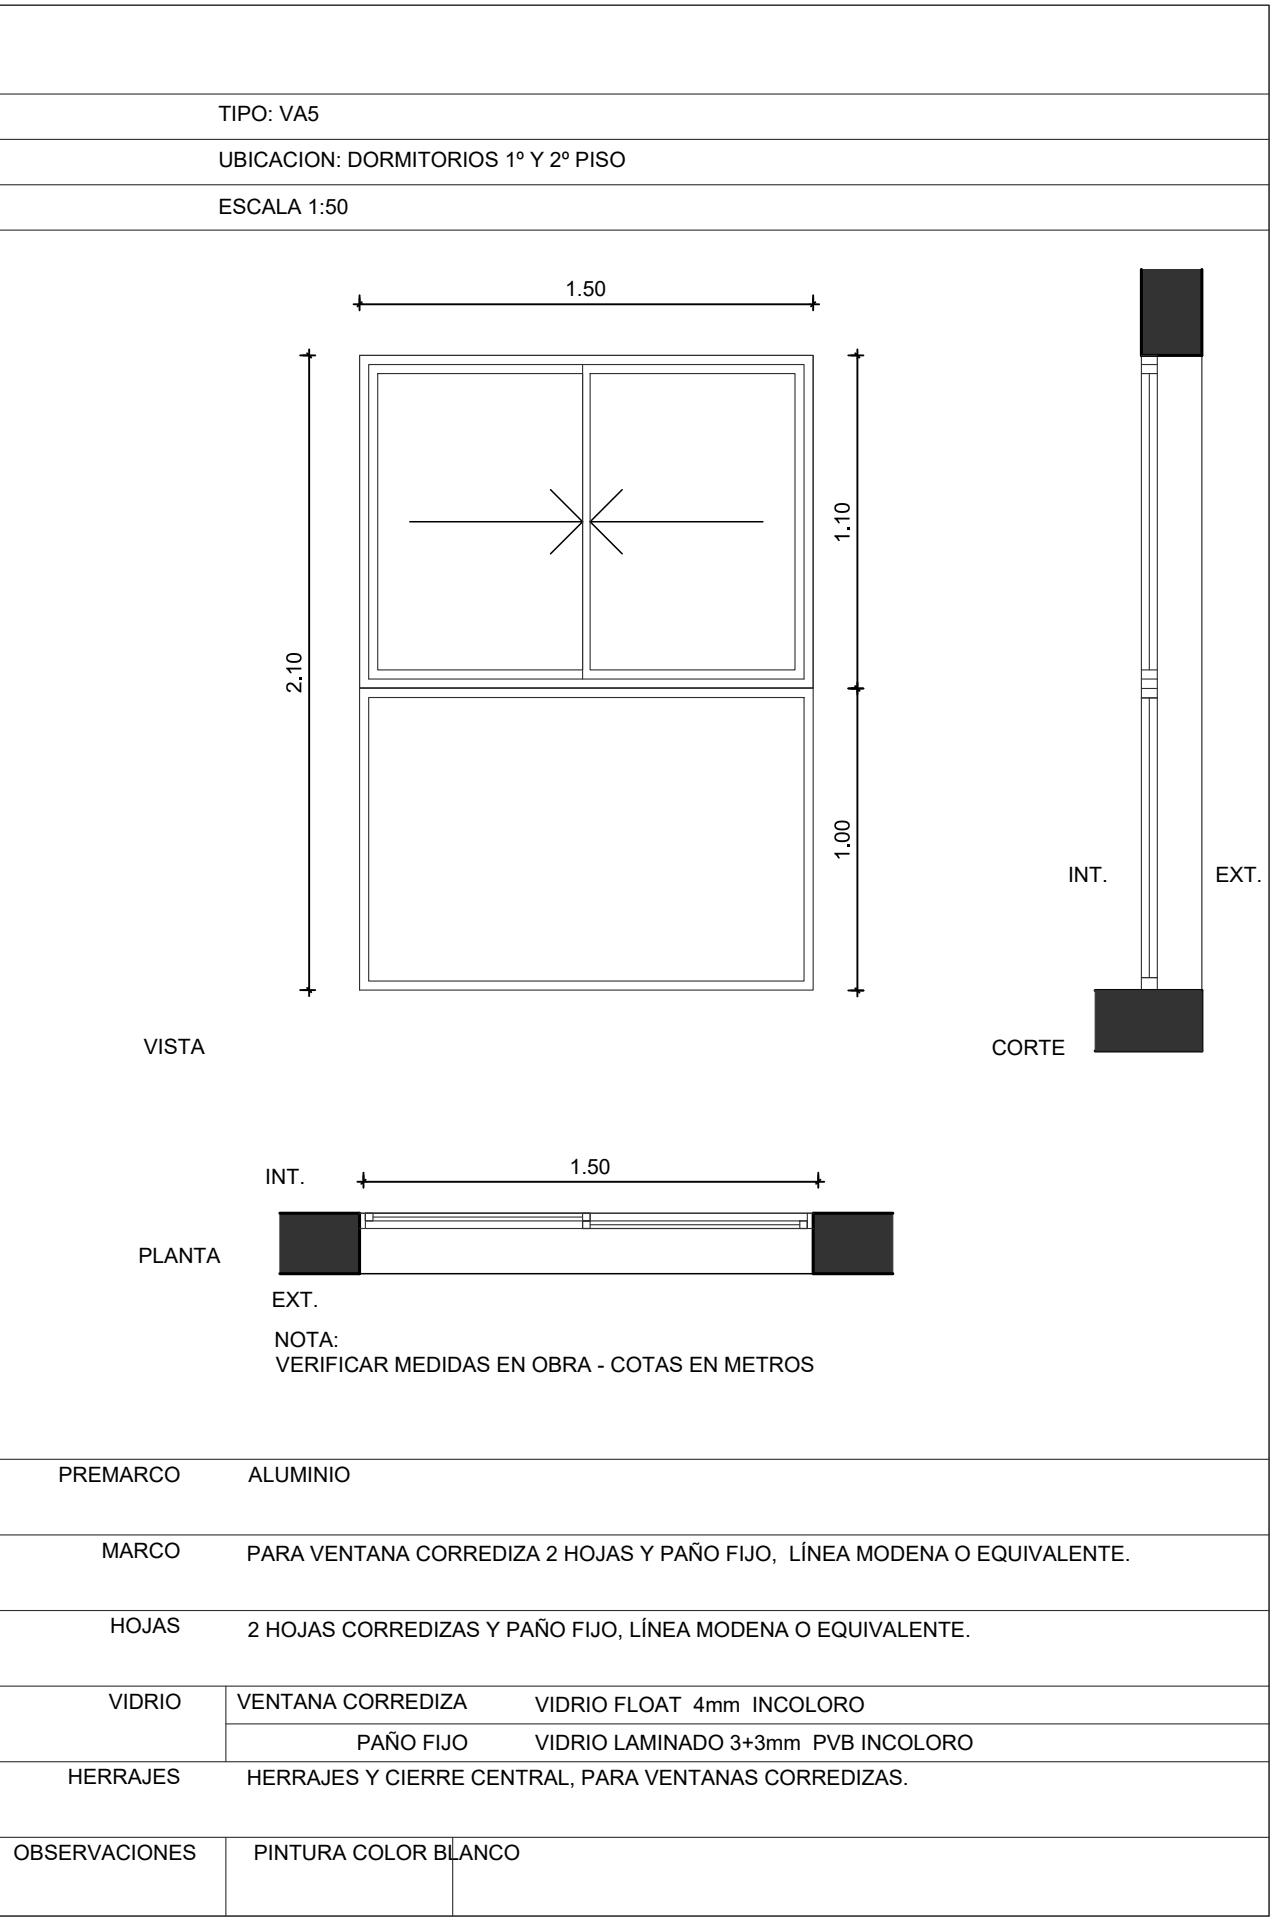 TIPO: VA5
UBICACION: DORMITORIOS 1º Y 2º PISO
ESCALA 1:50
1.50
2.10
1.10
1.00
INT.
EXT.
VISTA
CORTE
INT.
1.50
PLANTA
EXT.
NOTA:
VERIFICAR MEDIDAS EN OBRA - COTAS EN METROS
PREMARCO ALUMINIO
MARCO PARA VENTANA CORREDIZA 2 HOJAS Y PAÑO FIJO, LÍNEA MODENA O EQUIVALENTE.
HOJAS 2 HOJAS CORREDIZAS Y PAÑO FIJO, LÍNEA MODENA O EQUIVALENTE.
VIDRIO VENTANA CORREDIZA VIDRIO FLOAT 4mm INCOLORO
PAÑO FIJO VIDRIO LAMINADO 3+3mm PVB INCOLORO
HERRAJES HERRAJES Y CIERRE CENTRAL, PARA VENTANAS CORREDIZAS.
OBSERVACIONES PINTURA COLOR BLANCO